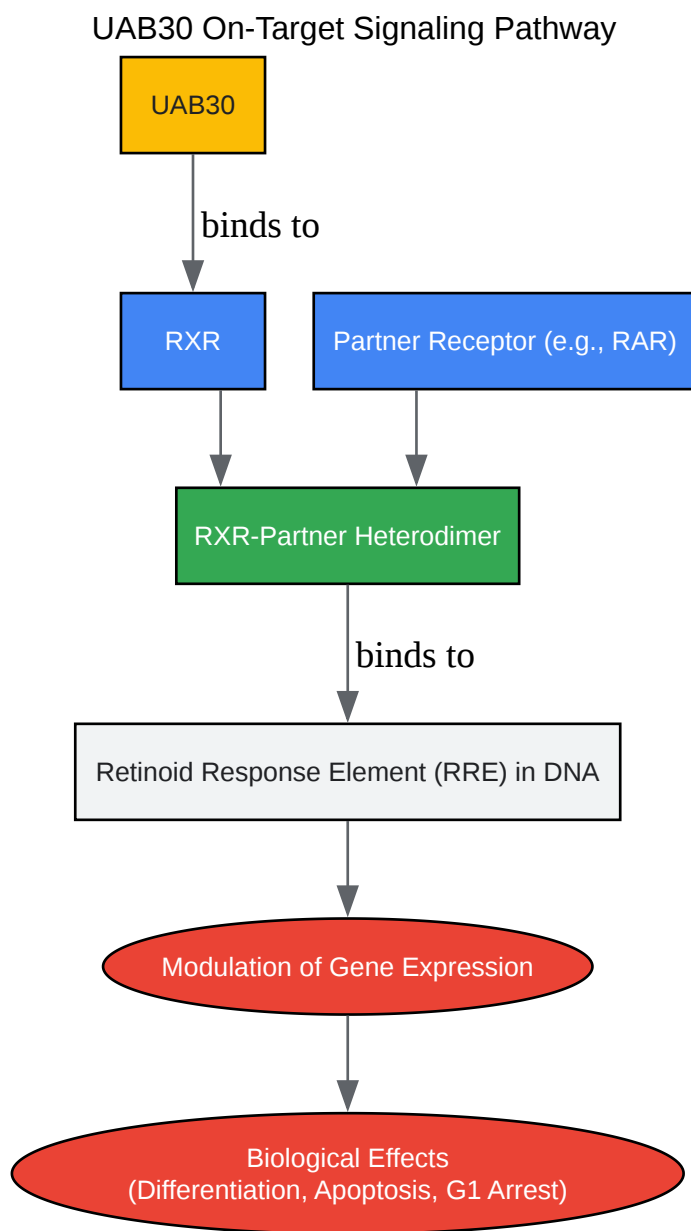 UAB30 On-Target Signaling Pathway
UAB30
binds to
RXR
Partner Receptor (e.g., RAR)
RXR-Partner Heterodimer
binds to
Retinoid Response Element (RRE) in DNA
Modulation of Gene Expression
Biological Effects
(Differentiation, Apoptosis, G1 Arrest)